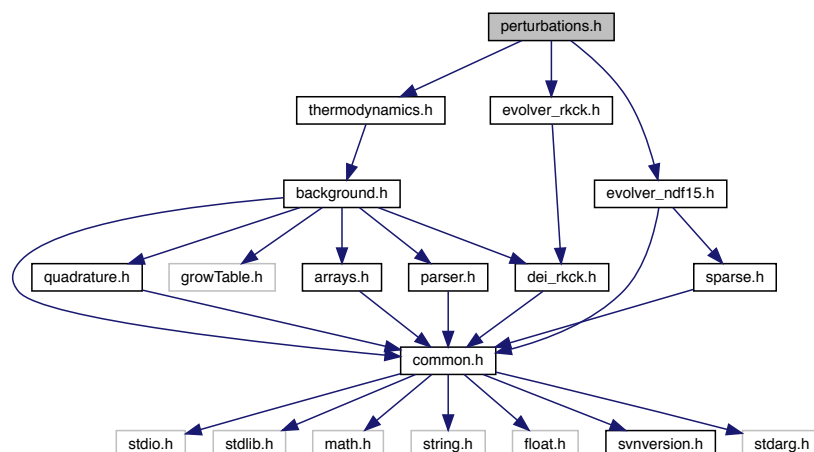 perturbations.h
thermodynamics.h
evolver_rkck.h
background.h
evolver_ndf15.h
quadrature.h
growTable.h
arrays.h
parser.h
dei_rkck.h
sparse.h
common.h
stdio.h
stdlib.h
math.h
string.h
float.h
svnversion.h
stdarg.h